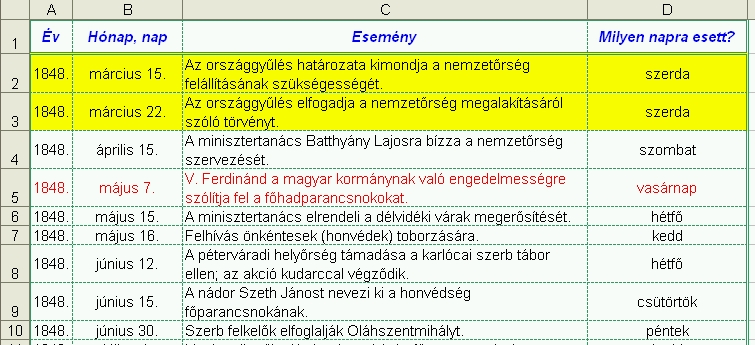 A B C D
1 Év Hónap, nap Esemény Milyen napra esett?
2 1848. március 15. Az országgyűlés határozata kimondja a nemzetőrség szerda
felállításának szükségességét.
3 1848. március 22. Az országgyűlés elfogadja a nemzetőrség megalakításáról szerda
szóló törvényt.
4 1848. április 15. A minisztertanács Batthyány Lajosra bízza a nemzetőrség szombat
szervezését.
5 1848. május 7. V. Ferdinánd a magyar kormánynak való engedelmességre vasárnap
szólítja fel a főhadparancsnokokat.
6 1848. május 15. A minisztertanács elrendeli a délvidéki várak megerősítését. hétfő
7 1848. május 16. Felhívás önkéntesek (honvédek) toborzására. kedd
8 1848. június 12. A péterváradi helyőrség támadása a karlócai szerb tábor hétfő
ellen; az akció kudarccal végződik.
9 1848. június 15. A nádor Szeth Jánost nevezi ki a honvédség csütörtök
főparancsnokának.
10 1848. június 30. Szerb felkelők elfoglalják Oláhszentmihályt. péntek